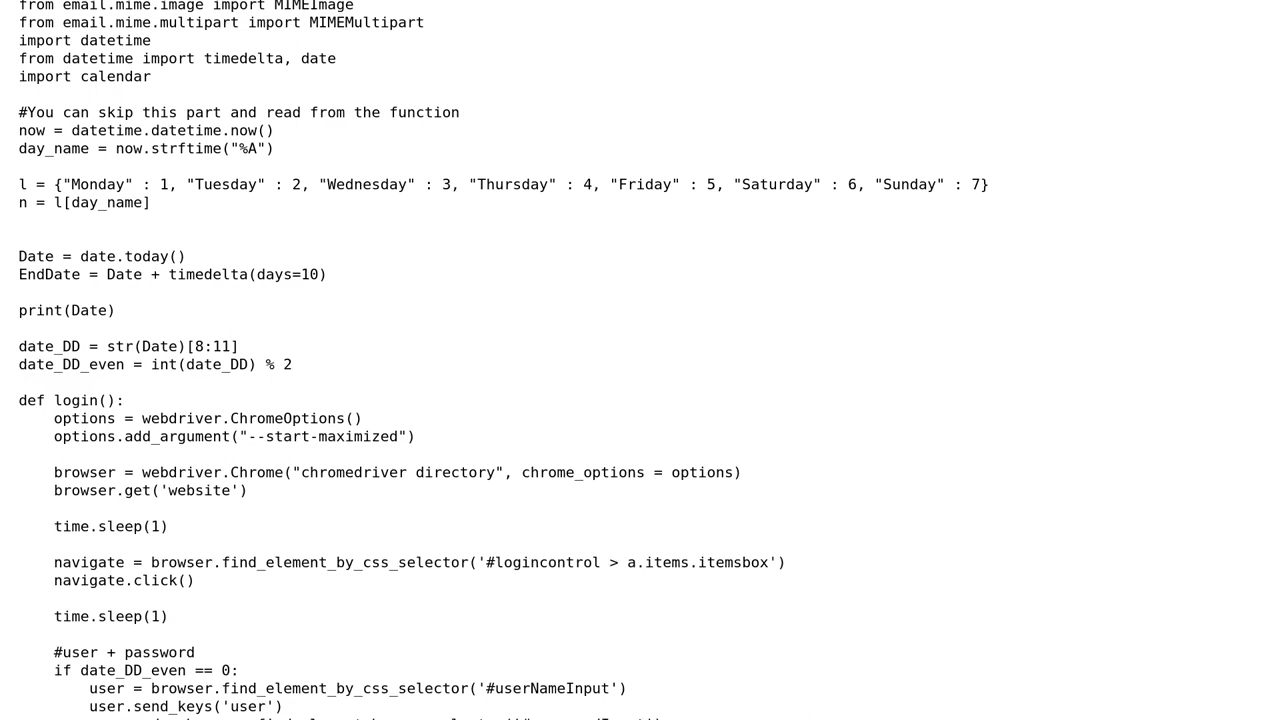 from email.mime.image import MIMEImage
from email.mime.multipart import MIMEMultipart
import datetime
from datetime import timedelta, date
import calendar
#You can skip this part and read from the function
now = datetime.datetime.now()
day_name = now.strftime("%A")
l = {"Monday" : 1, "Tuesday" : 2, "Wednesday" : 3, "Thursday" : 4, "Friday" : 5, "Saturday" : 6, "Sunday" : 7}
n = l[day_name]
Date = date.today()
EndDate = Date + timedelta(days=10)
print(Date)
date_DD = str(Date)[8:11]
date_DD_even = int(date_DD) % 2
def login():
    options = webdriver.ChromeOptions()
    options.add_argument("--start-maximized")
    browser = webdriver.Chrome("chromedriver directory", chrome_options = options)
    browser.get('website')
    time.sleep(1)
    navigate = browser.find_element_by_css_selector('#logincontrol > a.items.itemsbox')
    navigate.click()
    time.sleep(1)
    #user + password
    if date_DD_even == 0:
        user = browser.find_element_by_css_selector('#userNameInput')
        user.send_keys('user')